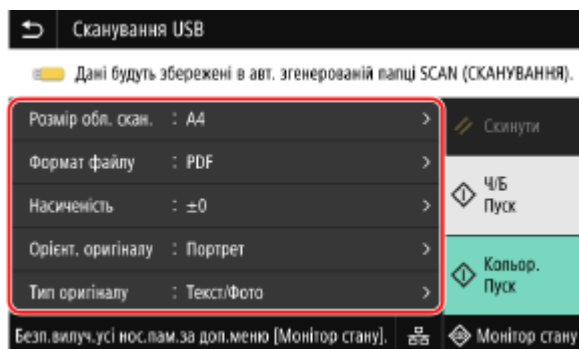 Сканування USB
Дані будуть збережені в авт. згенерованій папці SCAN (СКАНУВАННЯ).
Розмір обл. скан. : A4
Формат файлу : PDF
Насиченість : ±0
Орієнт. оригіналу : Портрет
Тип оригіналу : Текст/Фото
Скинути
Ч/Б
Пуск
Кольор.
Пуск
Безп.вилуч.усі нос.пам.за доп.меню [Монітор стану].
Монітор стану